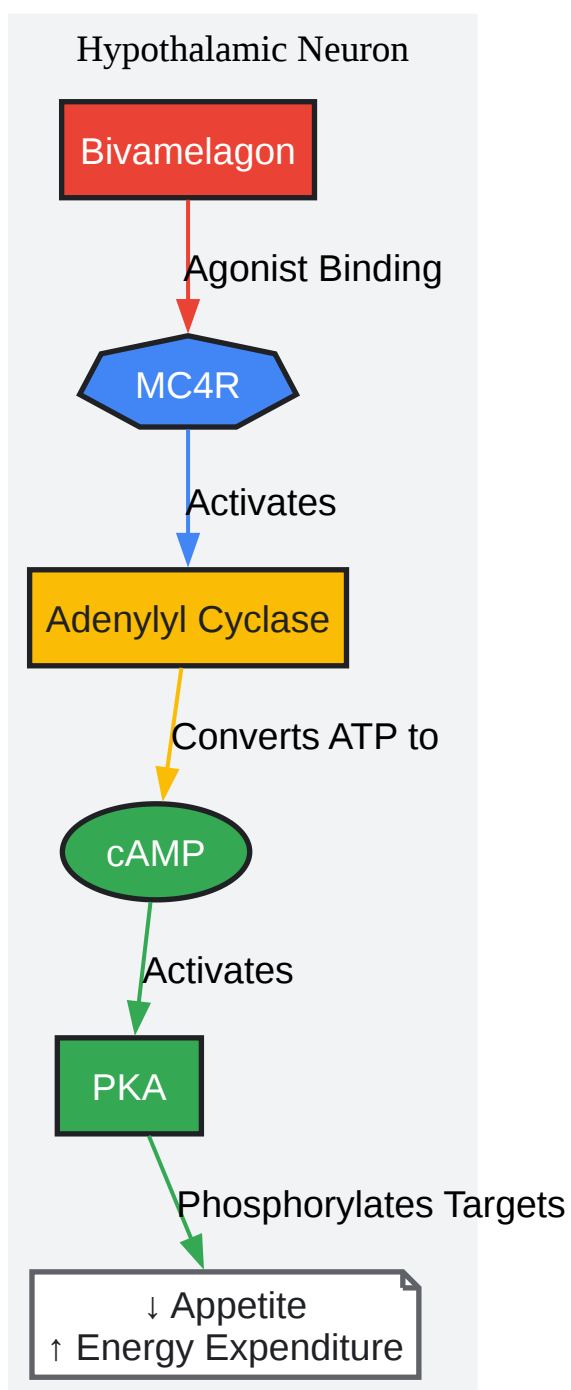 Hypothalamic Neuron
Bivamelagon
Agonist Binding
MC4R
Activates
Adenylyl Cyclase
Converts ATP to
cAMP
Activates
PKA
Phosphorylates Targets
↓ Appetite
↑ Energy Expenditure